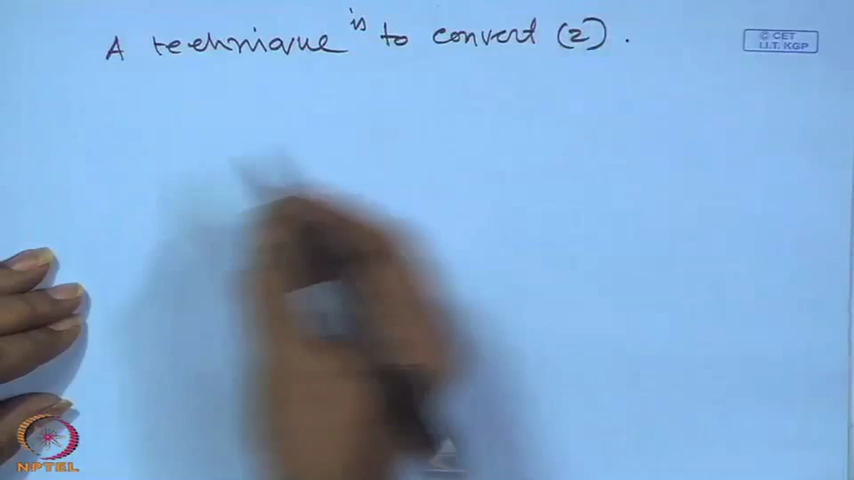 A technique is to convert (2).
© CET
I.I.T. KGP
NPTEL